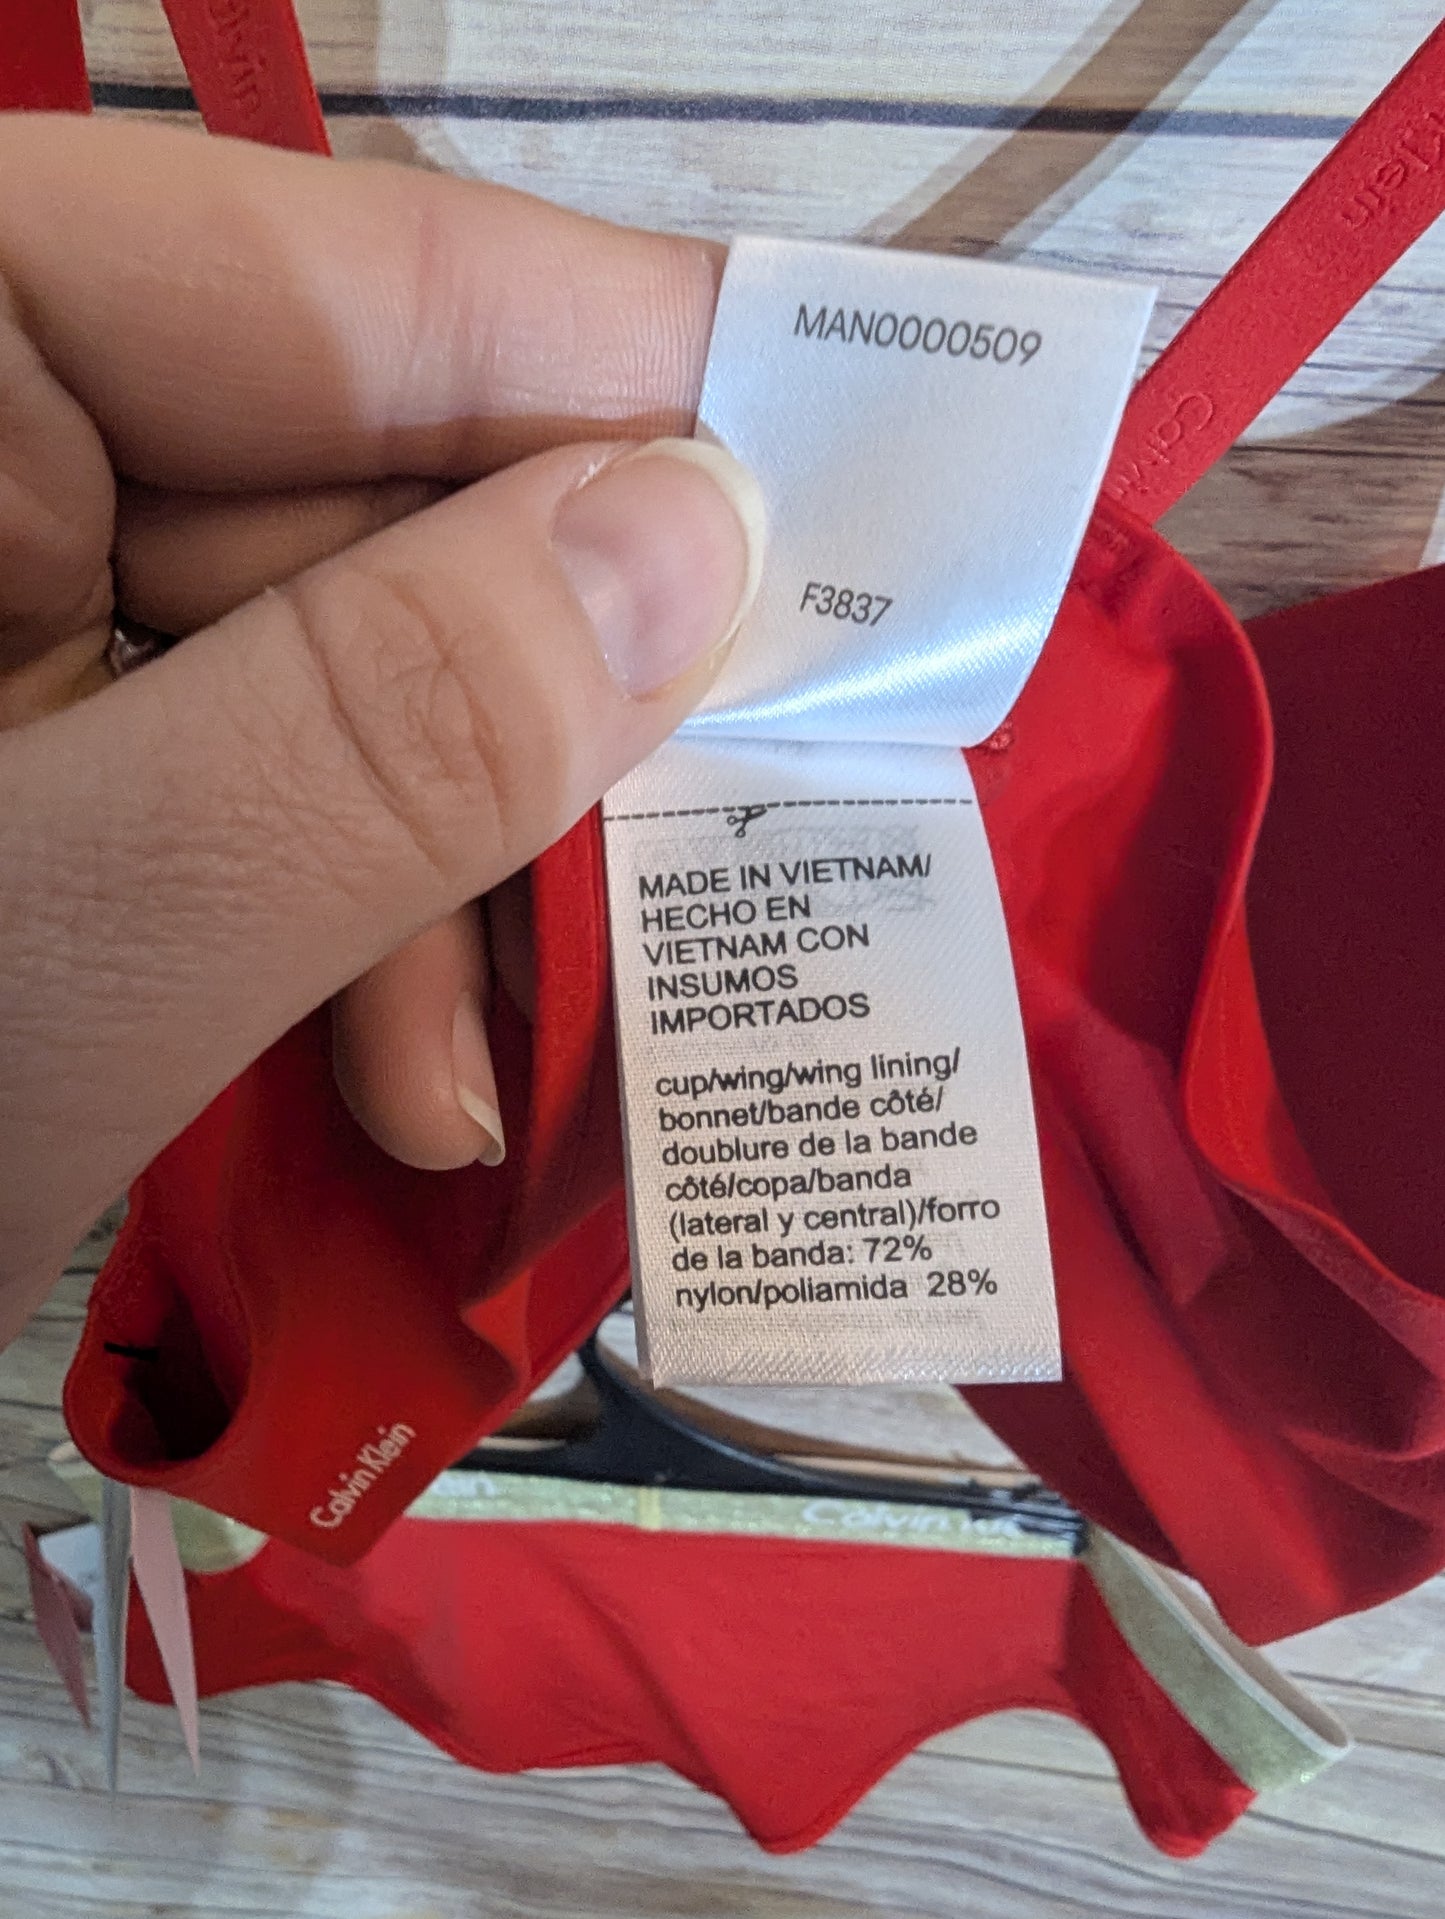 MAN0000509
F3837
MADE IN VIETNAM/
HECHO EN
VIETNAM CON
INSUMOS
IMPORTADOS
cup/wing/wing lining/
bonnet/bande côté/
doublure de la bande
côté/copa/banda
(lateral y central)/forro
de la banda: 72%
nylon/poliamida 28%
Calvin Klein
Calvin
Klein
Calvin